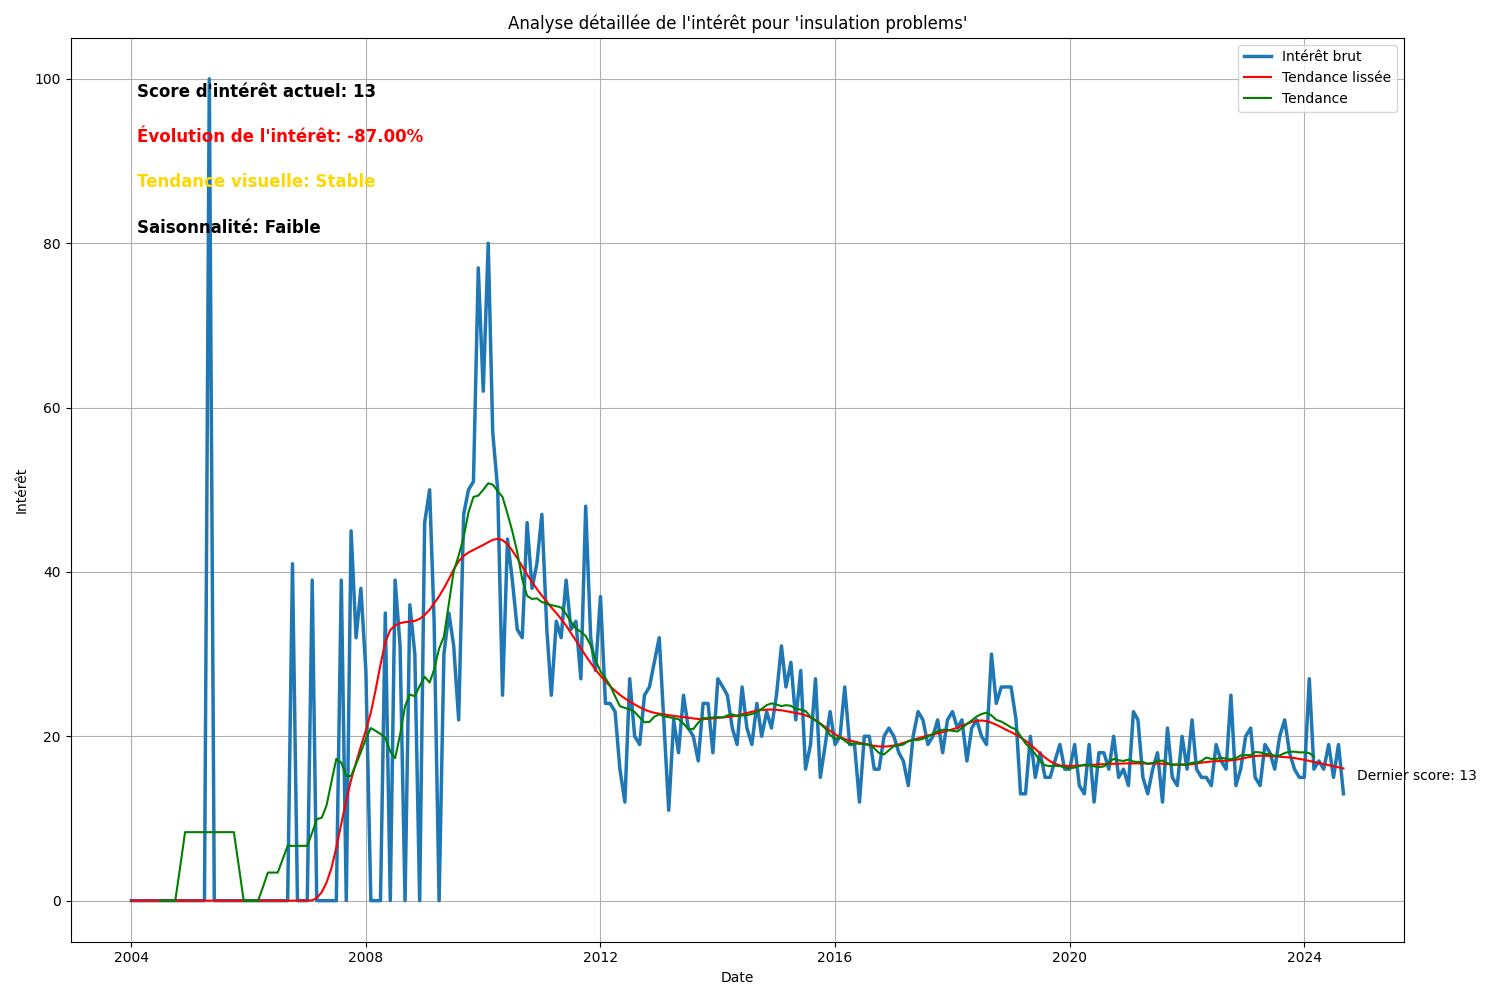 Analyse détaillée de l'intérêt pour 'insulation problems'
Intérêt brut
Tendance lissée
Tendance
Score d'intérêt actuel: 13
Évolution de l'intérêt: -87.00%
Tendance visuelle: Stable
Saisonnalité: Faible
Intérêt
100
80
60
40
20
0
Dernier score: 13
2004
2008
2012
2016
2020
2024
Date